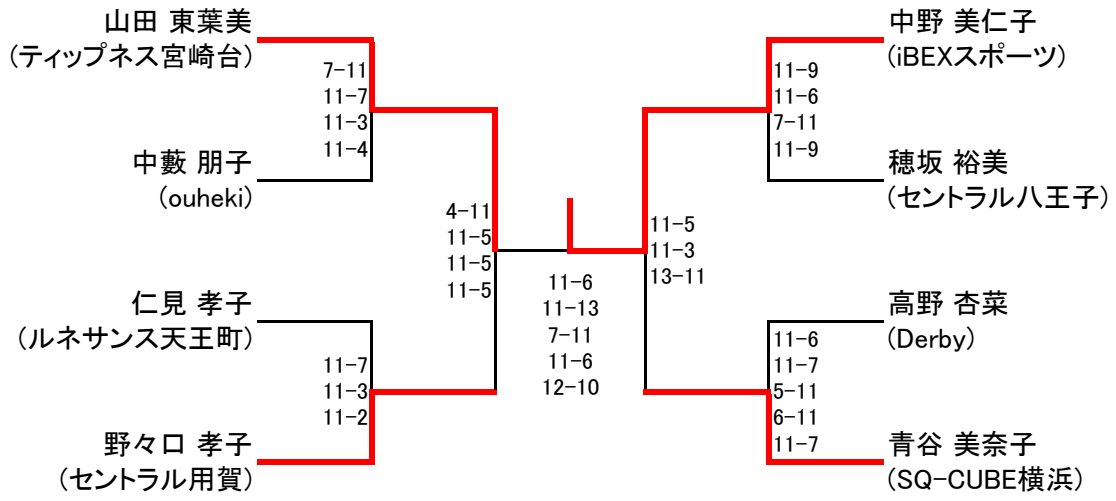 山田 東葉美
(ティップネス宮崎台)
7-11
11-7
11-3
11-4
中藪 朋子
(ouheki)
4-11
11-5
11-5
11-5
仁見 孝子
(ルネサンス天王町)
11-7
11-3
11-2
野々口 孝子
(セントラル用賀)
11-6
11-13
7-11
11-6
12-10
中野 美仁子
(iBEXスポーツ)
11-9
11-6
7-11
11-9
穂坂 裕美
(セントラル八王子)
11-5
11-3
13-11
高野 杏菜
(Derby)
11-6
11-7
5-11
6-11
11-7
青谷 美奈子
(SQ-CUBE横浜)